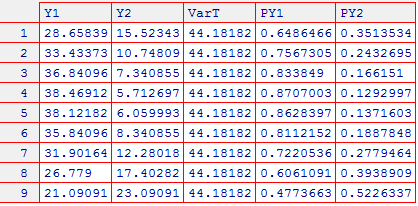 Y1 Y2 VarT PY1 PY2
1 28.65839 15.52343 44.18182 0.6486466 0.3513534
2 33.43373 10.74809 44.18182 0.7567305 0.2432695
3 36.84096 7.340855 44.18182 0.833849 0.166151
4 38.46912 5.712697 44.18182 0.8707003 0.1292997
5 38.12182 6.059993 44.18182 0.8628397 0.1371603
6 35.84096 8.340855 44.18182 0.8112152 0.1887848
7 31.90164 12.28018 44.18182 0.7220536 0.2779464
8 26.779 17.40282 44.18182 0.6061091 0.3938909
9 21.09091 23.09091 44.18182 0.4773663 0.5226337